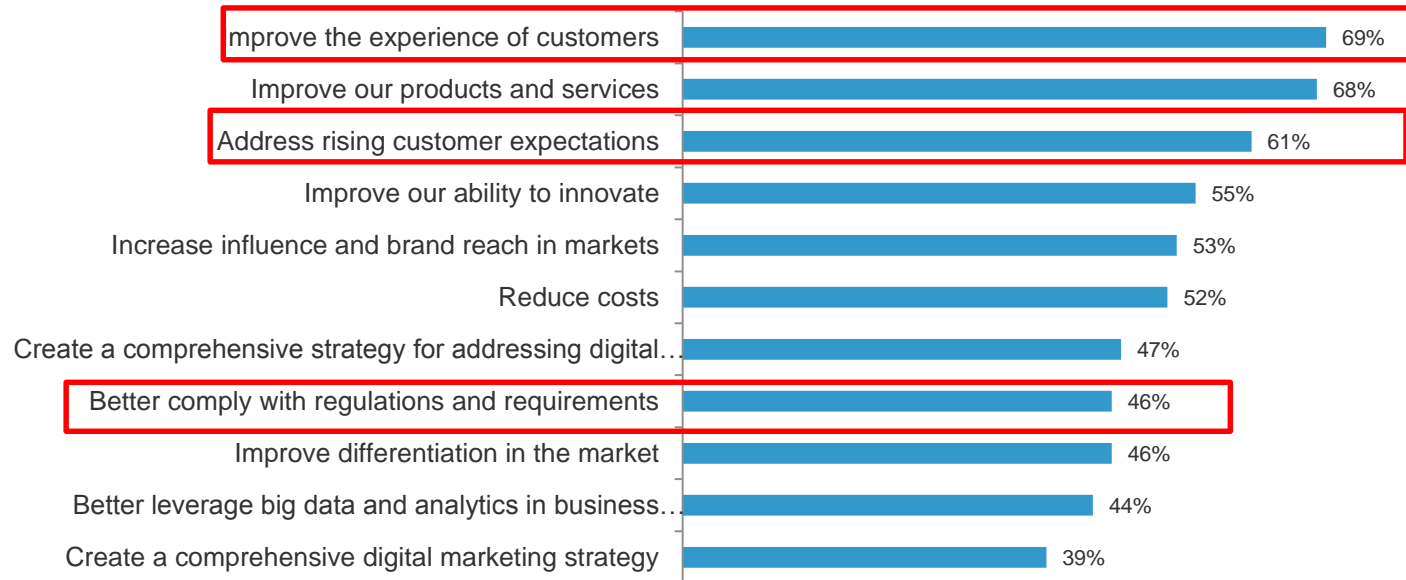 mprove the experience of customers 69%
Improve our products and services 68%
Address rising customer expectations 61%
Improve our ability to innovate 55%
Increase influence and brand reach in markets 53%
Reduce costs 52%
Create a comprehensive strategy for addressing digital… 47%
Better comply with regulations and requirements 46%
Improve differentiation in the market 46%
Better leverage big data and analytics in business… 44%
Create a comprehensive digital marketing strategy 39%